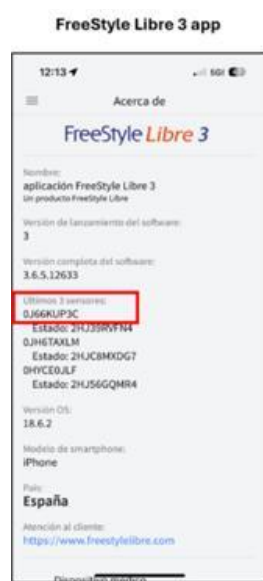 FreeStyle Libre 3 app
12:13
5G
Acerca de
FreeStyle Libre 3
Nombre:
aplicación FreeStyle Libre 3
Un producto FreeStyle Libre
Versión de lanzamiento del software:
3
Versión completa del software:
3.6.5.12633
Últimos 3 sensores:
0J66KUP3C
Estado: 2HJ39RVFN4
0JH6TAXLM
Estado: 2HJC8MXDG7
0HYCE0JLF
Estado: 2HJ56GQMR4
Versión OS:
18.6.2
Modelo de smartphone:
iPhone
País:
España
Atención al cliente:
https://www.freestylelibre.com
Dispositivo médico